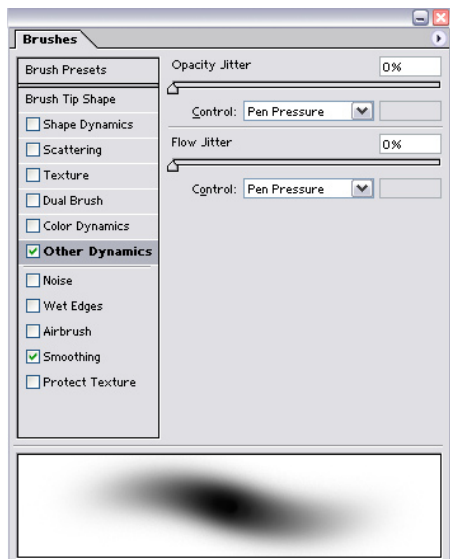 Brushes
Brush Presets
Brush Tip Shape
Shape Dynamics
Scattering
Texture
Dual Brush
Color Dynamics
Other Dynamics
Noise
Wet Edges
Airbrush
Smoothing
Protect Texture
Opacity Jitter 0%
Control: Pen Pressure
Flow Jitter 0%
Control: Pen Pressure